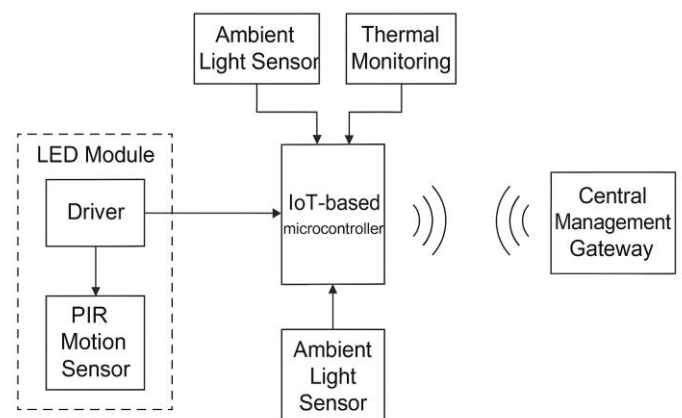 Ambient
Light Sensor
Thermal
Monitoring
LED Module
Driver
PIR
Motion
Sensor
IoT-based
microcontroller
Central
Management
Gateway
Ambient
Light
Sensor